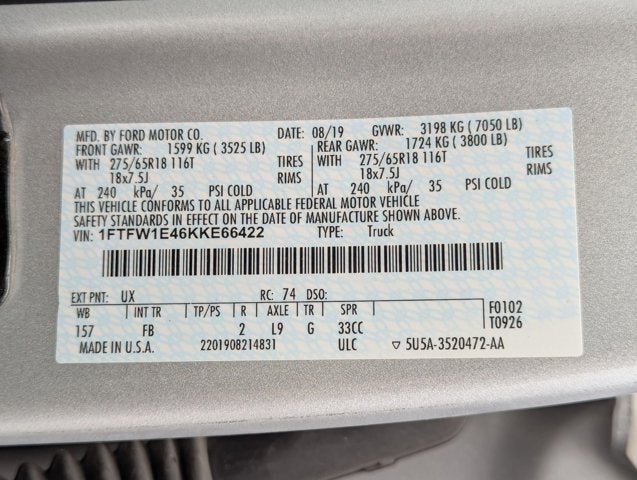 MFD. BY FORD MOTOR CO. DATE: 08/19 GVWR: 3198 KG ( 7050 LB)
FRONT GAWR: 1599 KG ( 3525 LB) REAR GAWR: 1724 KG ( 3800 LB)
WITH 275/65R18 116T TIRES WITH 275/65R18 116T TIRES
18x7.5J RIMS 18x7.5J RIMS
AT 240 kPa/ 35 PSI COLD AT 240 kPa/ 35 PSI COLD
THIS VEHICLE CONFORMS TO ALL APPLICABLE FEDERAL MOTOR VEHICLE
SAFETY STANDARDS IN EFFECT ON THE DATE OF MANUFACTURE SHOWN ABOVE.
VIN: 1FTFW1E46KKE66422 TYPE: Truck
EXT PNT: UX RC: 74 DSO:
WB INT TR TP/PS R AXLE TR SPR F0102
157 FB 2 L9 G 33CC T0926
MADE IN U.S.A. 2201908214831 ULC ▽ 5U5A-3520472-AA